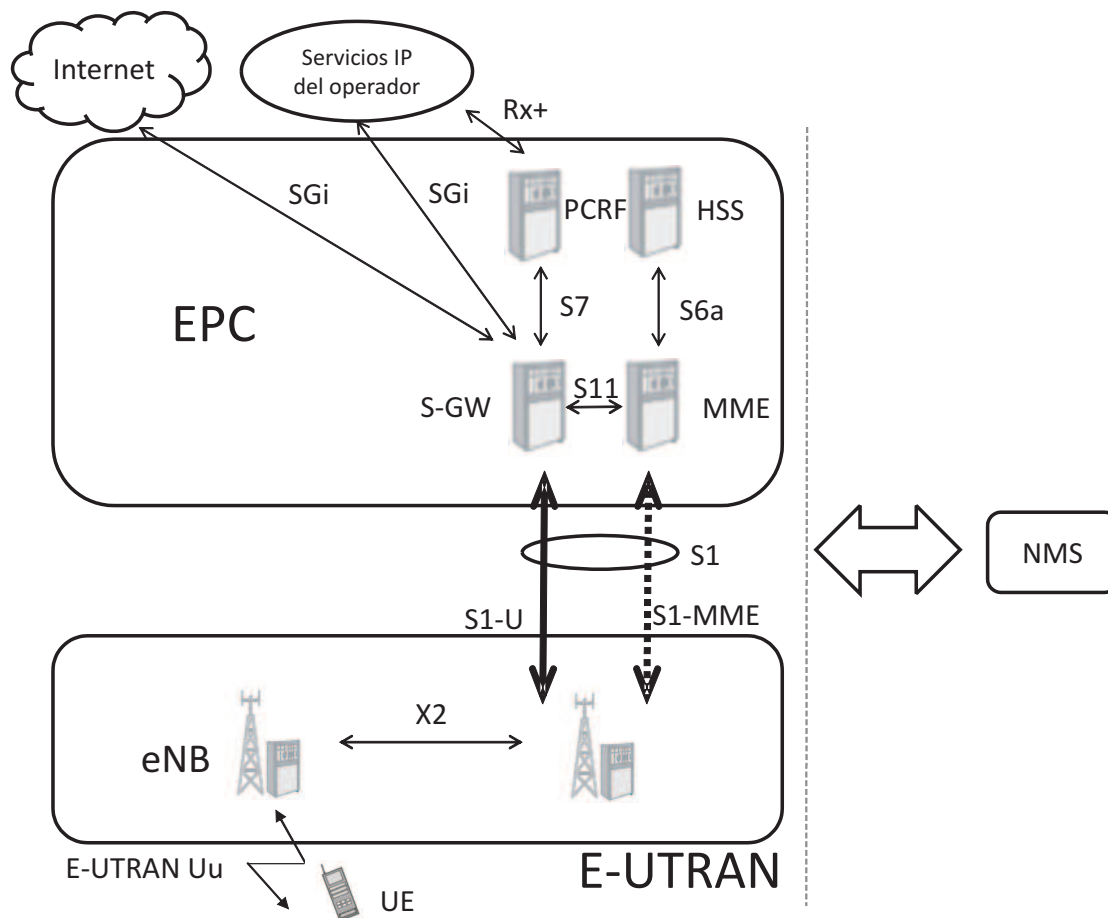 Internet
Servicios IP
del operador
Rx+
SGi
SGi
PCRF
HSS
EPC
S7
S6a
S-GW
S11
MME
S1
NMS
S1-U
S1-MME
X2
eNB
E-UTRAN Uu
UE
E-UTRAN